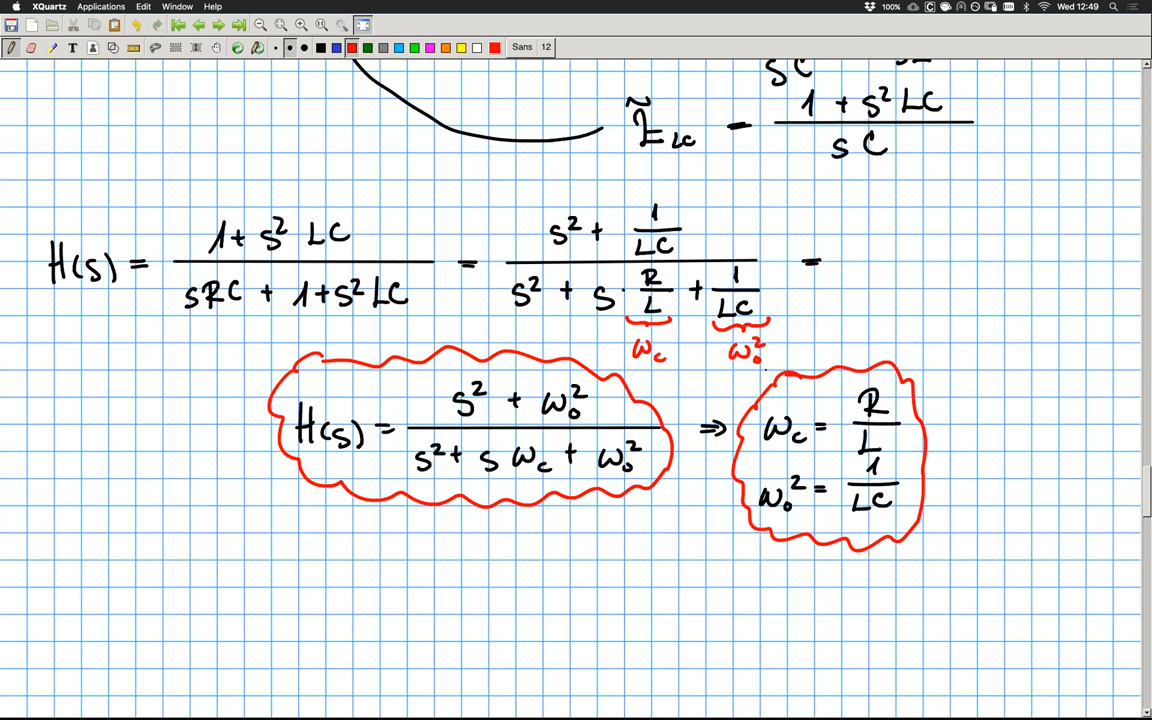 XQuartz Applications Edit Window Help 100% Wed 12:49
Sans 12
sC
Z̃_LC = (1 + s² LC) / (sC)
H(s) = (1 + s² LC) / (sRC + 1 + s² LC) = (s² + 1/(LC)) / (s² + s · R/L + 1/(LC)) =
ω_c ω_0²
H(s) = (s² + ω_0²) / (s² + s ω_c + ω_0²) ⇒ ω_c = R/L
ω_0² = 1/(LC)